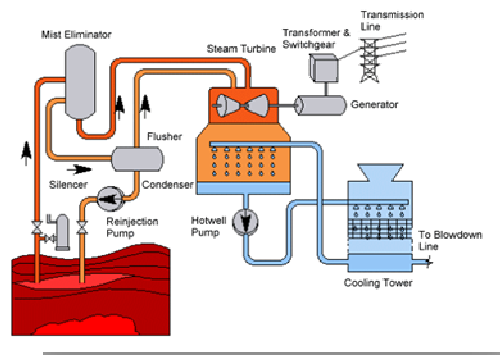 Transmission
Line
Transformer &
Switchgear
Mist Eliminator
Steam Turbine
Generator
Flusher
Silencer
Condenser
Reinjection
Pump
Hotwell
Pump
To Blowdown
Line
Cooling Tower